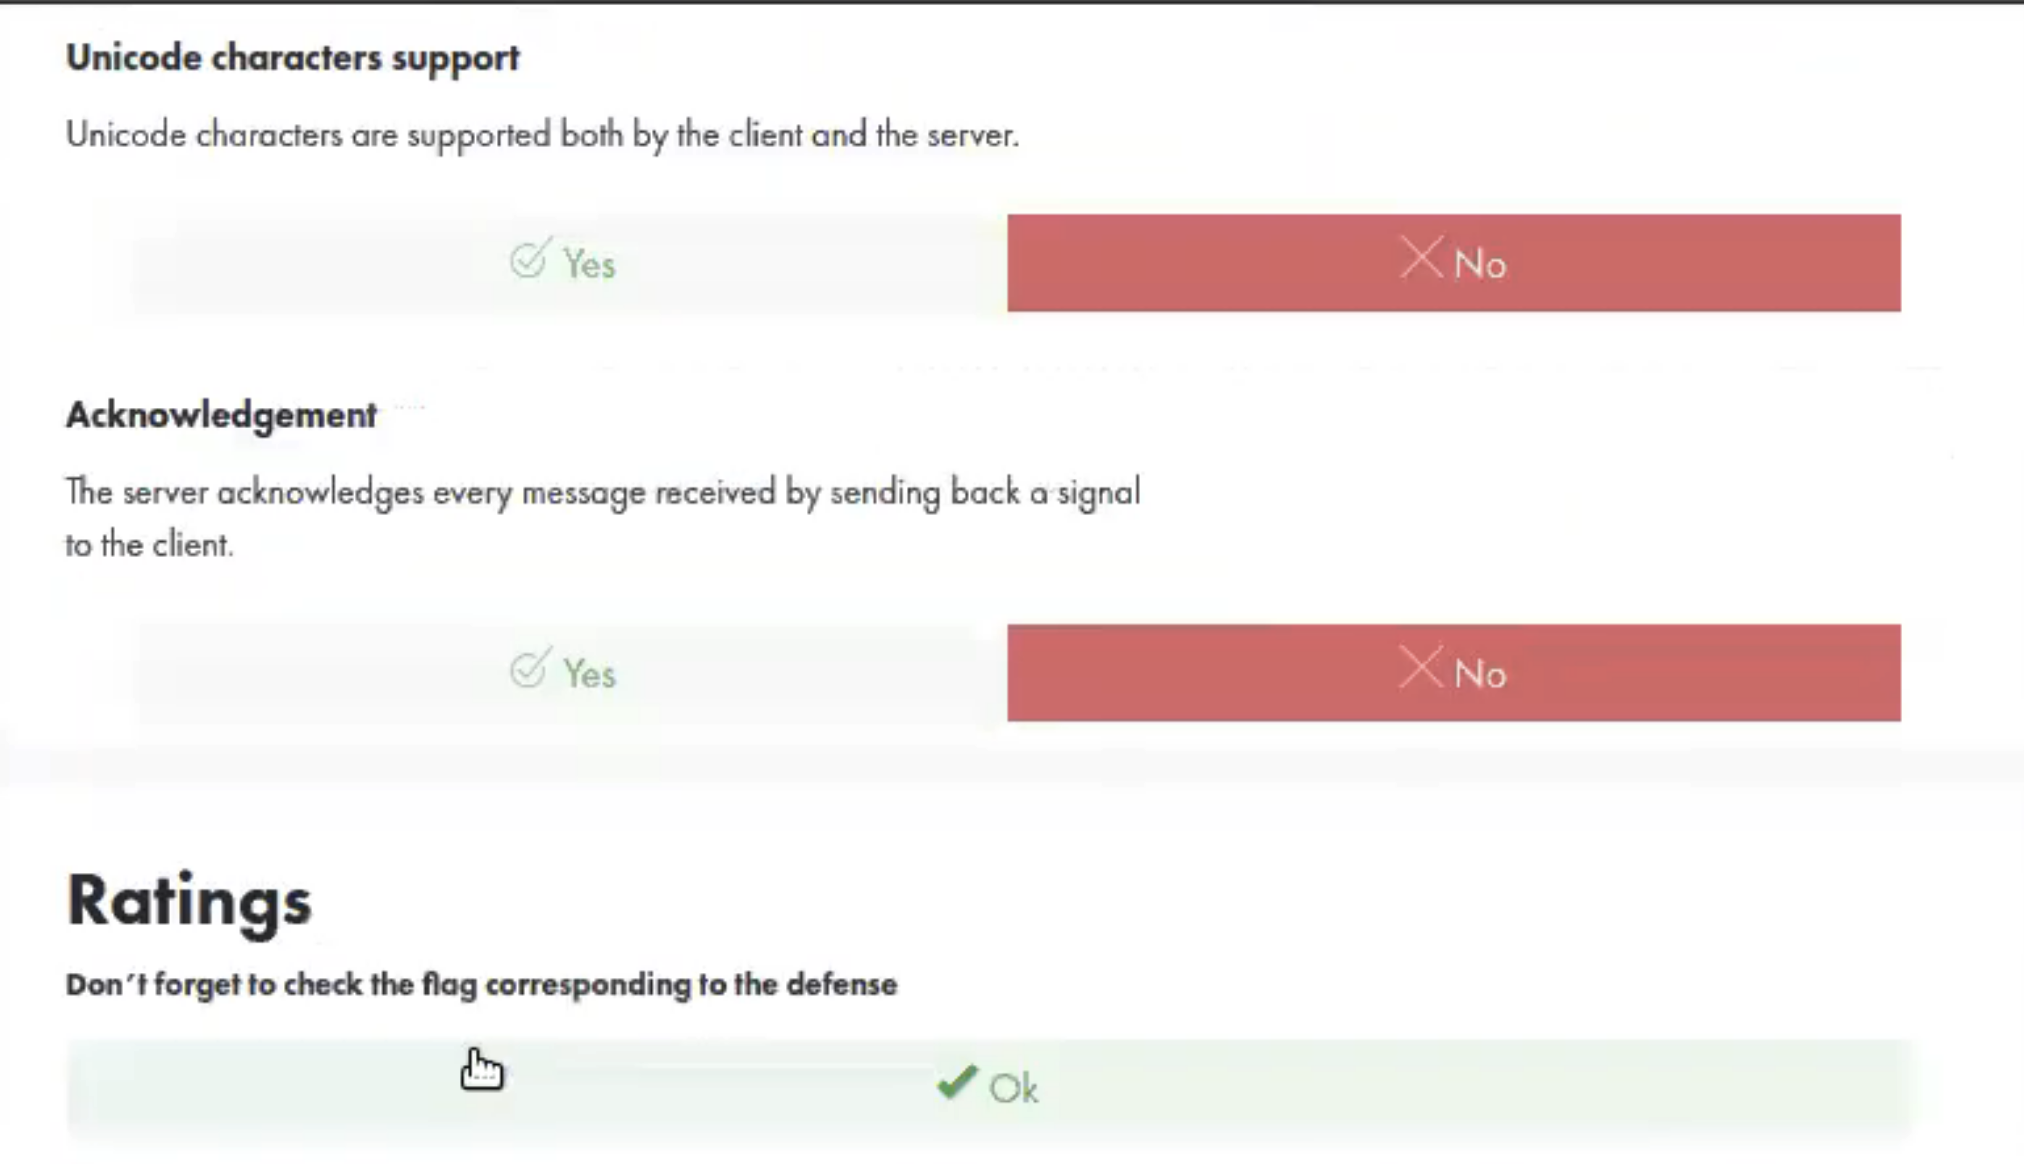 Unicode characters support
Unicode characters are supported both by the client and the server.
Yes
No
Acknowledgement
The server acknowledges every message received by sending back a signal
to the client.
Yes
No
Ratings
Don't forget to check the flag corresponding to the defense
Ok